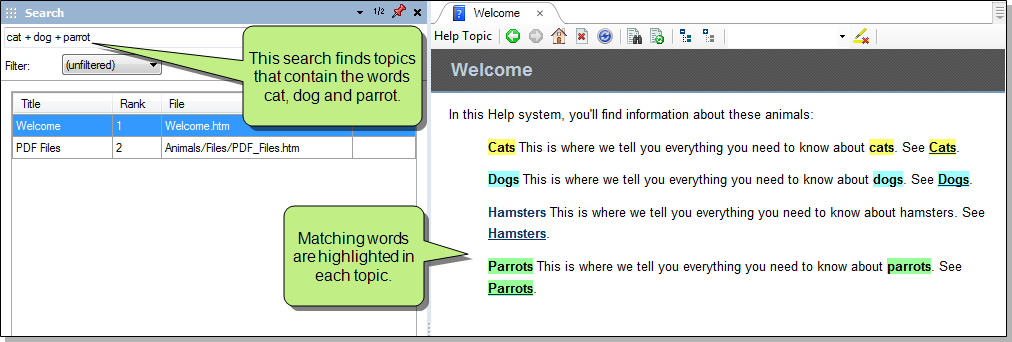 Search
1/2
cat + dog + parrot
Filter:
(unfiltered)
Title Rank File
Welcome 1 Welcome.htm
PDF Files 2 Animals/Files/PDF_Files.htm
This search finds topics
that contain the words
cat, dog and parrot.
Matching words
are highlighted in
each topic.
Welcome
Help Topic
Welcome
In this Help system, you'll find information about these animals:
Cats This is where we tell you everything you need to know about cats. See Cats.
Dogs This is where we tell you everything you need to know about dogs. See Dogs.
Hamsters This is where we tell you everything you need to know about hamsters. See
Hamsters.
Parrots This is where we tell you everything you need to know about parrots. See
Parrots.